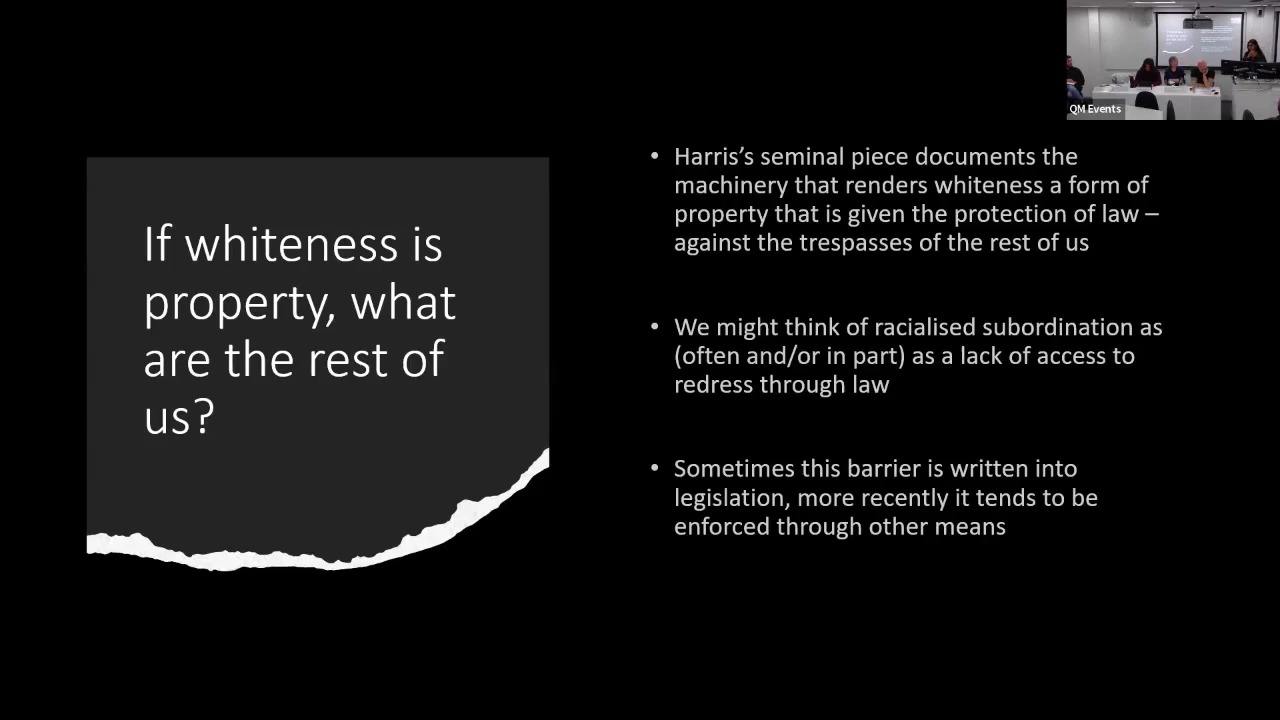 QM Events
If whiteness is
property, what
are the rest of
us?
• Harris’s seminal piece documents the
machinery that renders whiteness a form of
property that is given the protection of law –
against the trespasses of the rest of us
• We might think of racialised subordination as
(often and/or in part) as a lack of access to
redress through law
• Sometimes this barrier is written into
legislation, more recently it tends to be
enforced through other means